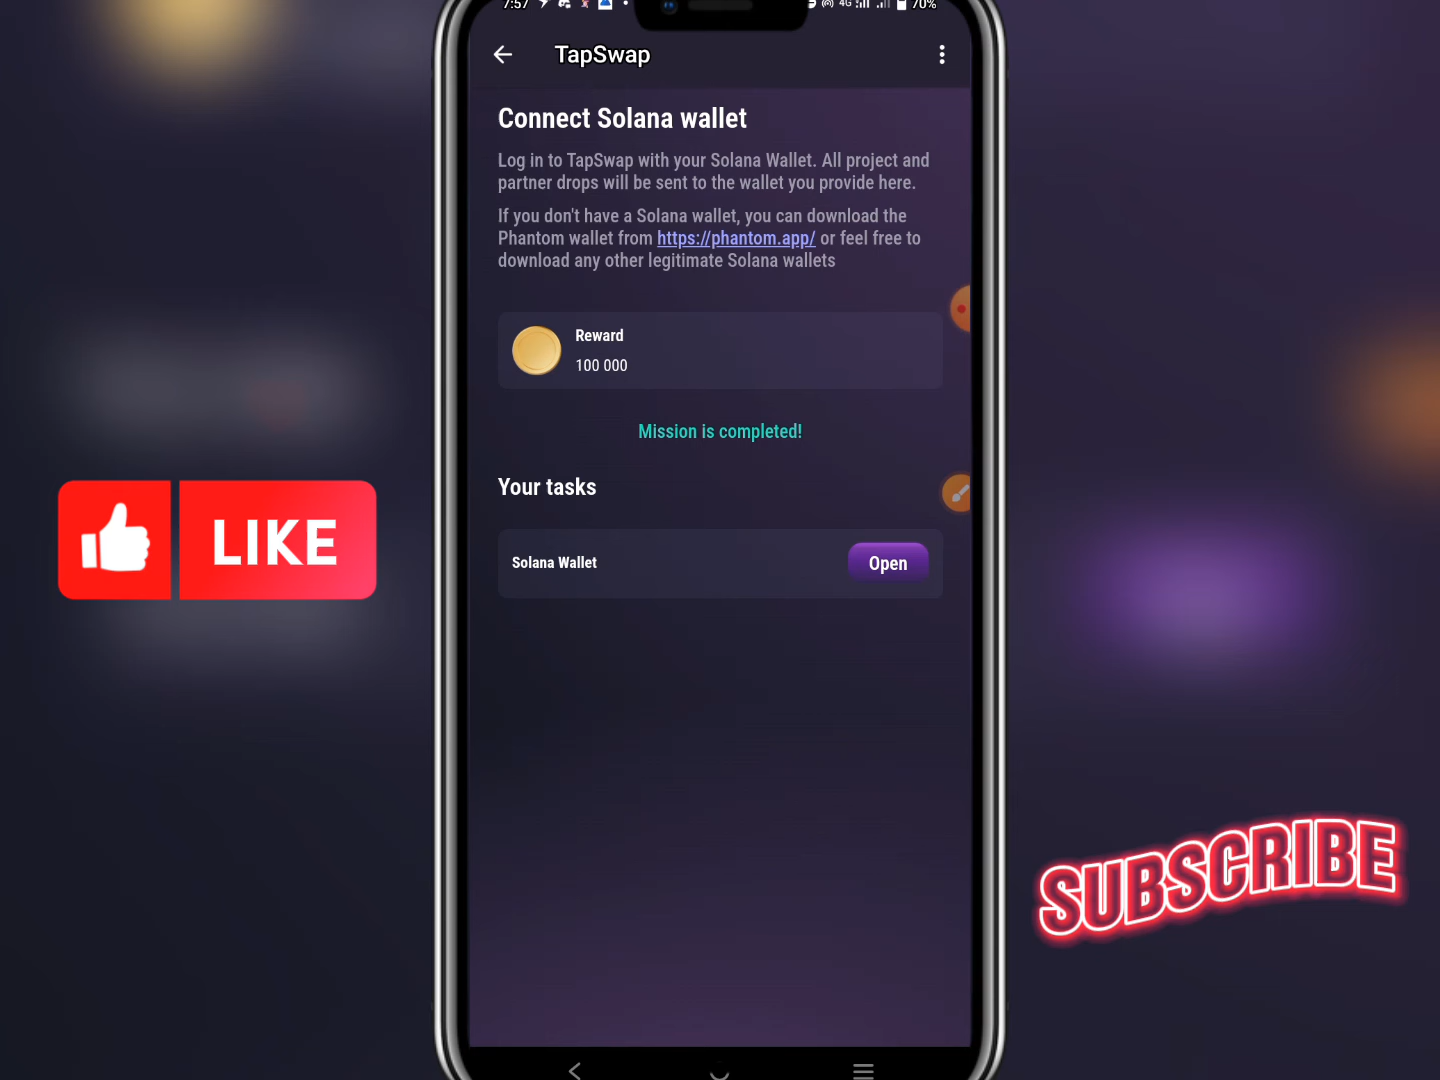 7:57
4G
70%
TapSwap
Connect Solana wallet
Log in to TapSwap with your Solana Wallet. All project and
partner drops will be sent to the wallet you provide here.
If you don't have a Solana wallet, you can download the
Phantom wallet from https://phantom.app/ or feel free to
download any other legitimate Solana wallets
Reward
100 000
Mission is completed!
Your tasks
Solana Wallet
Open
LIKE
SUBSCRIBE